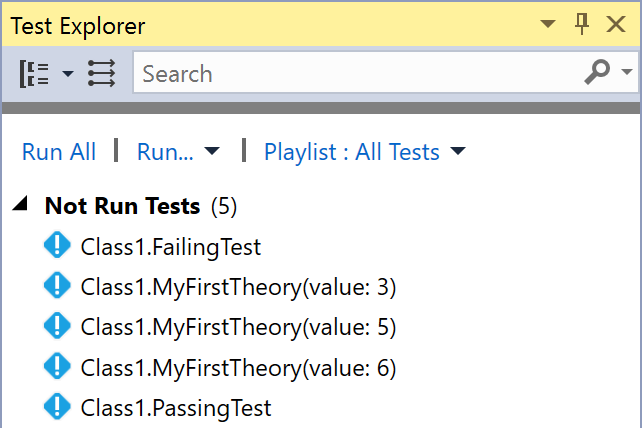 Test Explorer
Search
Run All | Run... | Playlist : All Tests
Not Run Tests (5)
Class1.FailingTest
Class1.MyFirstTheory(value: 3)
Class1.MyFirstTheory(value: 5)
Class1.MyFirstTheory(value: 6)
Class1.PassingTest